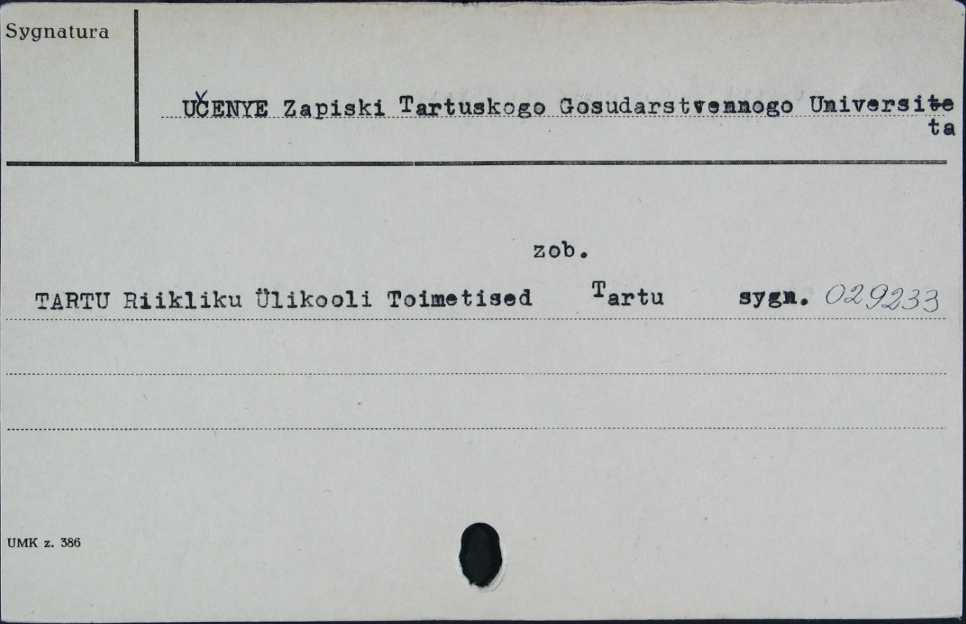 Sygnatura
UČENYE Zapiski Tartuskogo Gosudarstvennogo Universite
ta
zob.
TARTU Riikliku Ülikooli Toimetised Tartu sygn. 029233
UMK z. 386